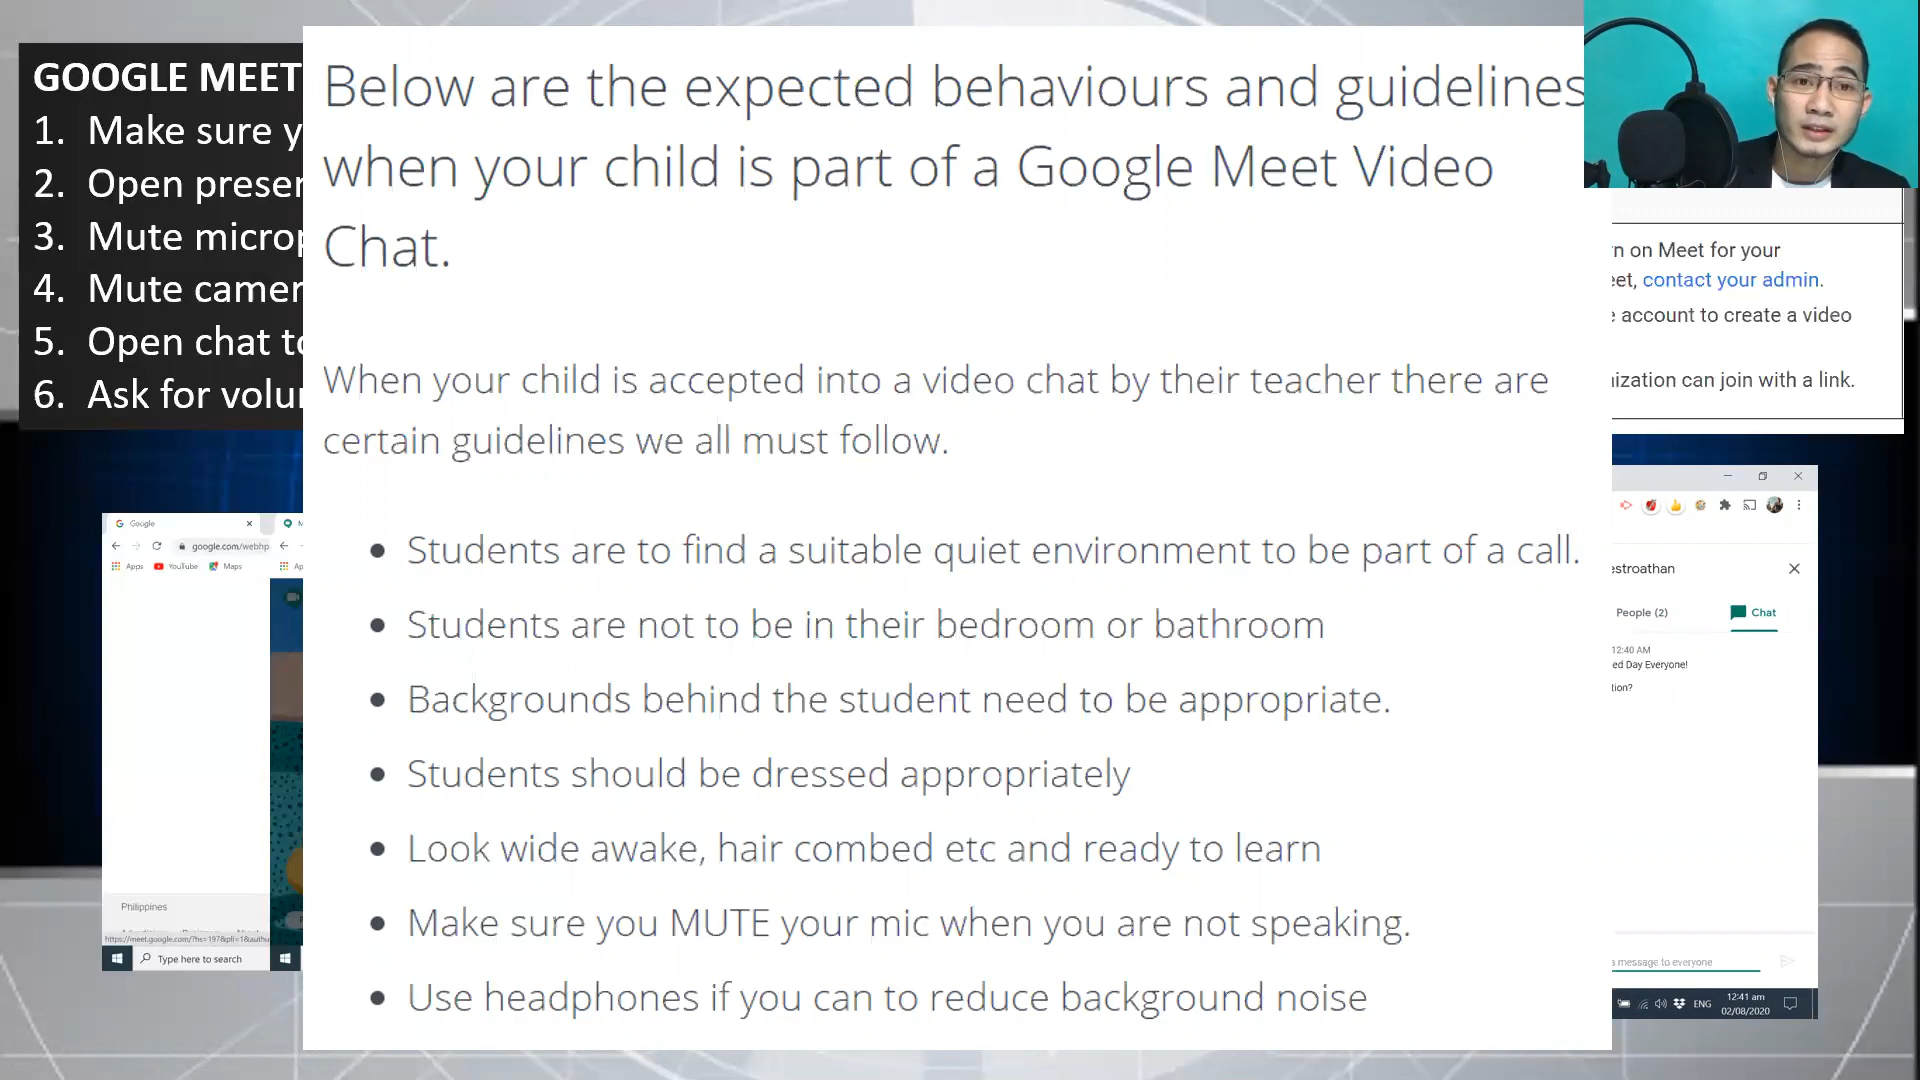 GOOGLE MEET
1. Make sure y
2. Open preser
3. Mute microp
4. Mute camer
5. Open chat to
6. Ask for volur
Below are the expected behaviours and guidelines
when your child is part of a Google Meet Video
Chat.
When your child is accepted into a video chat by their teacher there are
certain guidelines we all must follow.
• Students are to find a suitable quiet environment to be part of a call.
• Students are not to be in their bedroom or bathroom
• Backgrounds behind the student need to be appropriate.
• Students should be dressed appropriately
• Look wide awake, hair combed etc and ready to learn
• Make sure you MUTE your mic when you are not speaking.
• Use headphones if you can to reduce background noise
rn on Meet for your
eet, contact your admin.
e account to create a video
nization can join with a link.
Google
google.com/webhp
Apps YouTube Maps
Philippines
Type here to search
estroathan
People (2) Chat
12:40 AM
ed Day Everyone!
tion?
a message to everyone
ENG
12:41 am
02/08/2020